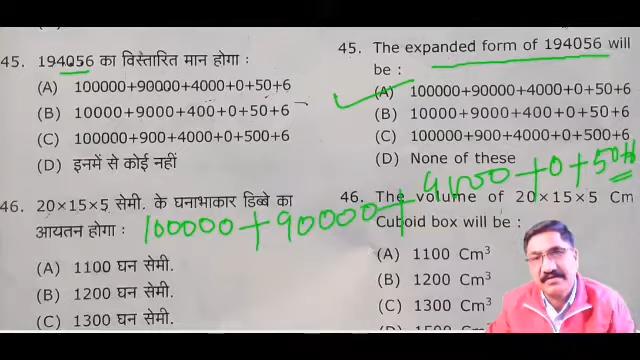 45. 194056 का विस्तारित मान होगा :
(A) 100000+90000+4000+0+50+6
(B) 10000+9000+400+0+50+6
(C) 100000+900+4000+0+500+6
(D) इनमें से कोई नहीं
46. 20×15×5 सेमी. के घनाभाकार डिब्बे का
आयतन होगा :
(A) 1100 घन सेमी.
(B) 1200 घन सेमी.
(C) 1300 घन सेमी.
45. The expanded form of 194056 will
be :
(A) 100000+90000+4000+0+50+6
(B) 10000+9000+400+0+50+6
(C) 100000+900+4000+0+500+6
(D) None of these
46. The volume of 20×15×5 Cm
Cuboid box will be :
(A) 1100 Cm³
(B) 1200 Cm³
(C) 1300 Cm³
100000+90000+4000+0+50+6